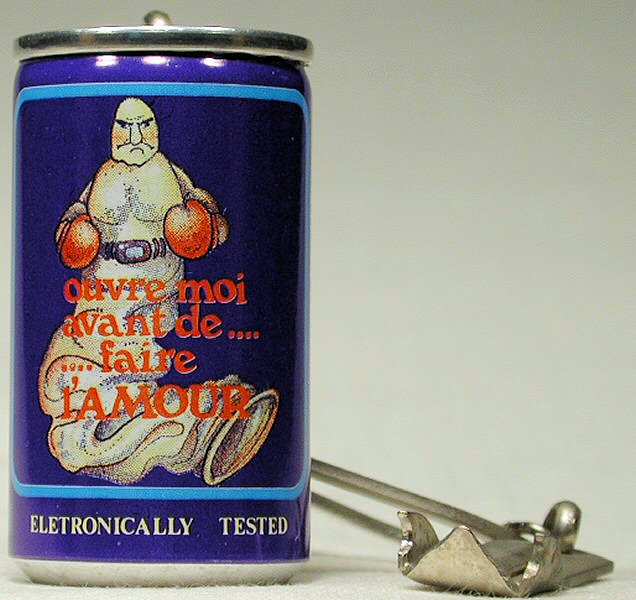 ouvre moi
avant de ....
.... faire
l'AMOUR
ELETRONICALLY TESTED